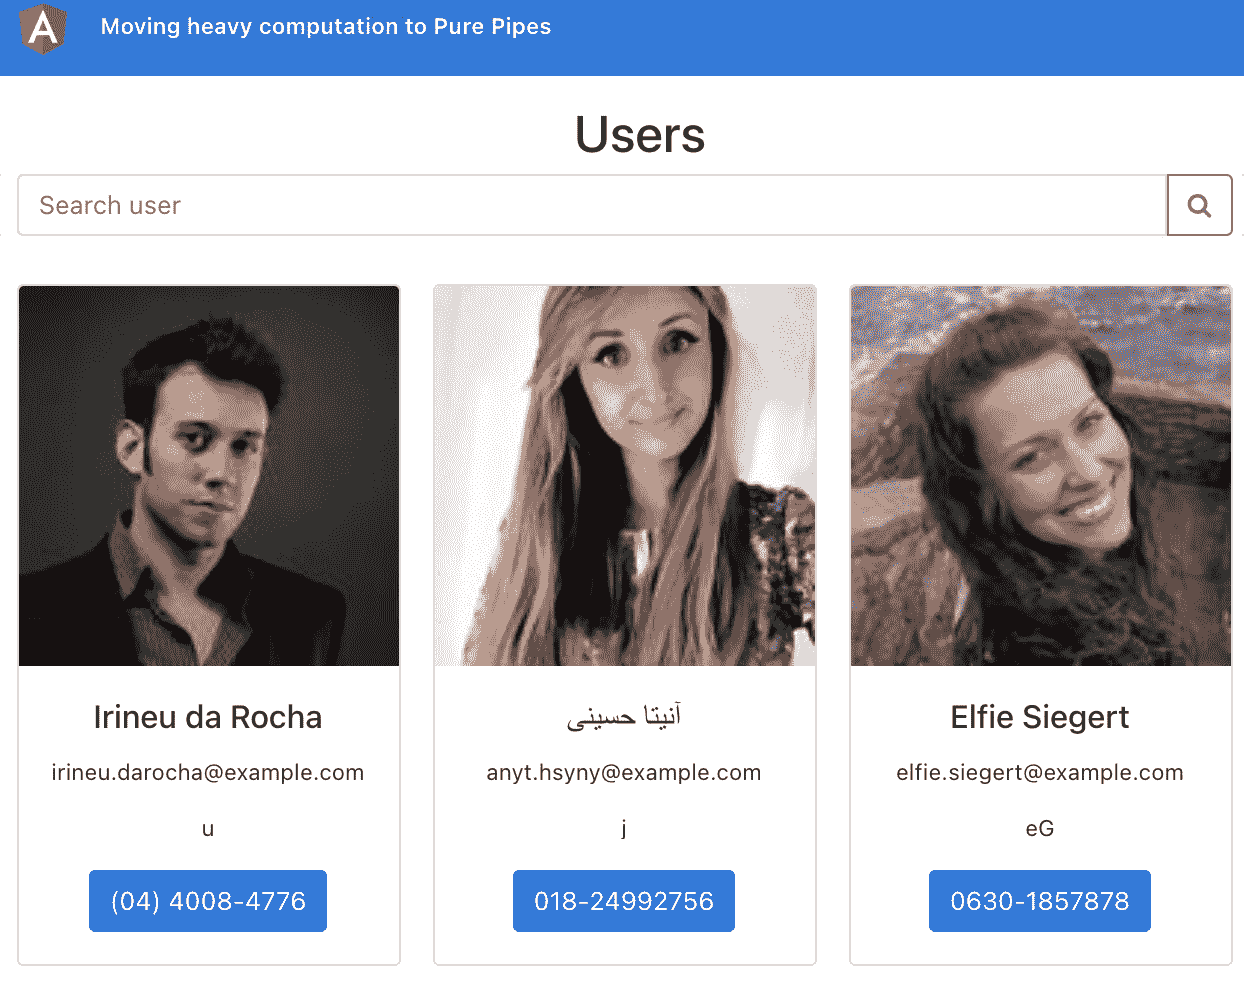 A
Moving heavy computation to Pure Pipes
Users
Search user
Irineu da Rocha
irineu.darocha@example.com
u
(04) 4008-4776
آنیتا حسینی
anyt.hsyny@example.com
j
018-24992756
Elfie Siegert
elfie.siegert@example.com
eG
0630-1857878